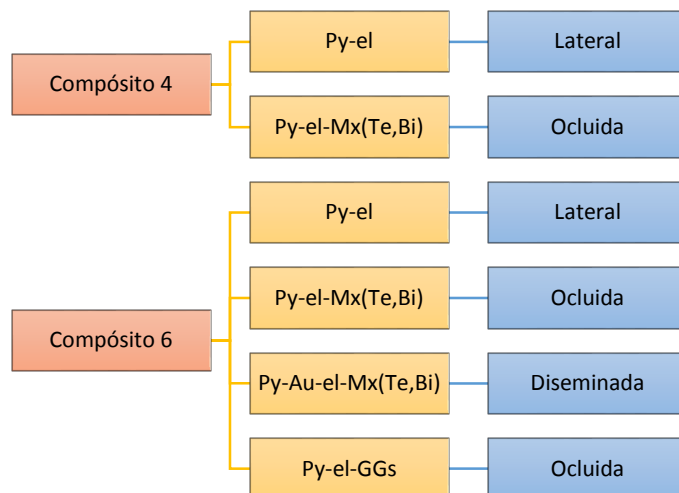 Compósito 4
Py-el
Lateral
Py-el-Mx(Te,Bi)
Ocluida
Compósito 6
Py-el
Lateral
Py-el-Mx(Te,Bi)
Ocluida
Py-Au-el-Mx(Te,Bi)
Diseminada
Py-el-GGs
Ocluida